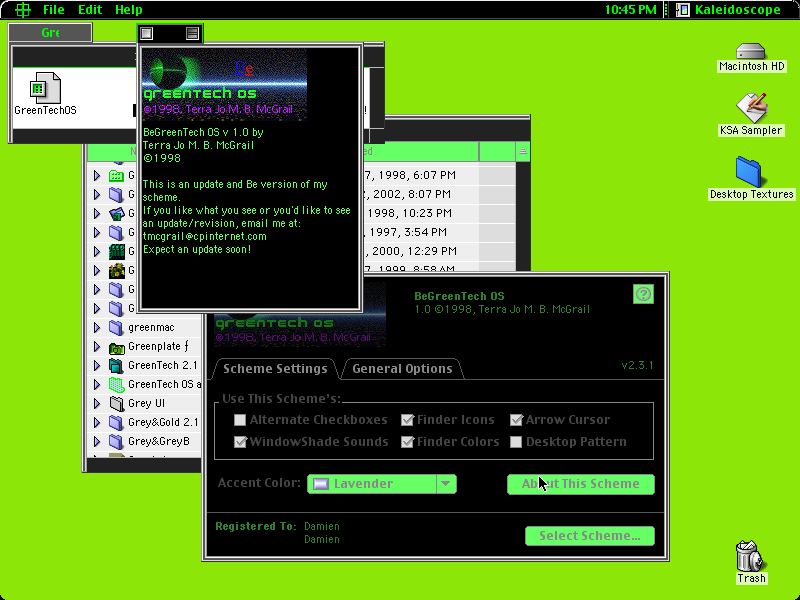 File Edit Help
10:45 PM
Kaleidoscope
Macintosh HD
KSA Sampler
Desktop Textures
Trash
GreenTechOS
Be
GreenTech OS
©1998, Terra Jo M. B. McGrail
BeGreenTech OS v 1.0 by
Terra Jo M. B. McGrail
©1998
This is an update and Be version of my
scheme.
If you like what you see or you'd like to see
an update/revision, email me at:
tmcgrail@cpinternet.com
Expect an update soon!
7, 1998, 6:07 PM
2, 2002, 8:07 PM
1998, 10:23 PM
, 1997, 3:54 PM
, 2000, 12:29 PM
1999, 8:58 AM
greenmac
Greenplate ƒ
GreenTech 2.1
GreenTech OS a
Grey UI
Grey&Gold 2.1
Grey&GreyB
GreenTech OS
©1998, Terra Jo M. B. McGrail
BeGreenTech OS
1.0 ©1998, Terra Jo M. B. McGrail
v2.3.1
Scheme Settings
General Options
Use This Scheme's:
Alternate Checkboxes
Finder Icons
Arrow Cursor
WindowShade Sounds
Finder Colors
Desktop Pattern
Accent Color:
Lavender
About This Scheme
Registered To: Damien
Damien
Select Scheme...